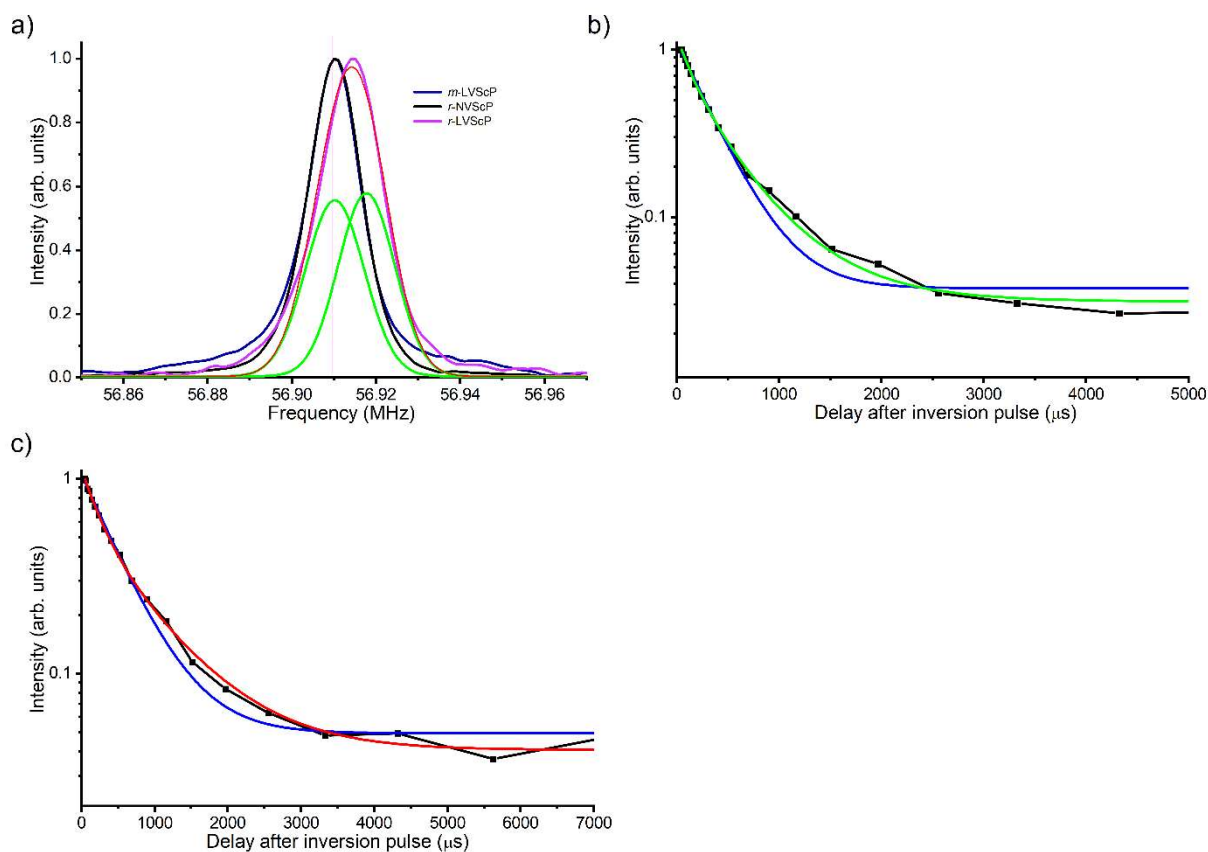 a)
Intensity (arb. units)
1.0
0.8
0.6
0.4
0.2
0.0
56.86 56.88 56.90 56.92 56.94 56.96
Frequency (MHz)
m-LVScP
r-NVScP
r-LVScP
b)
Intensity (arb. units)
1
0.1
0 1000 2000 3000 4000 5000
Delay after inversion pulse (μs)
c)
Intensity (arb. units)
1
0.1
0 1000 2000 3000 4000 5000 6000 7000
Delay after inversion pulse (μs)